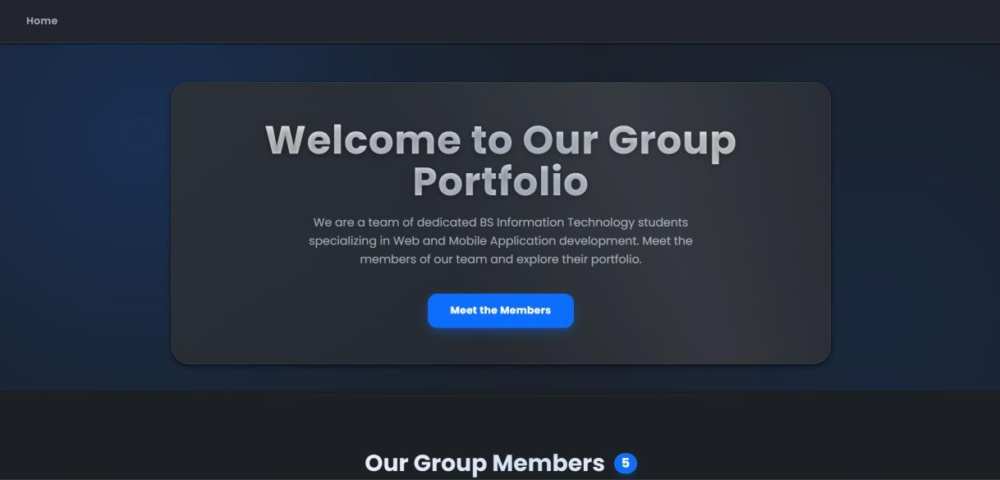 Home
Welcome to Our Group
Portfolio
We are a team of dedicated BS Information Technology students
specializing in Web and Mobile Application development. Meet the
members of our team and explore their portfolio.
Meet the Members
Our Group Members 5